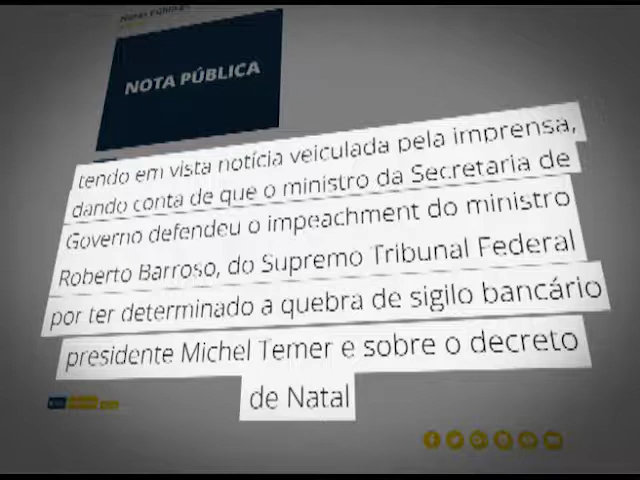 NOTA PÚBLICA
tendo em vista notícia veiculada pela imprensa,
dando conta de que o ministro da Secretaria de
Governo defendeu o impeachment do ministro
Roberto Barroso, do Supremo Tribunal Federal
por ter determinado a quebra de sigilo bancário
presidente Michel Temer e sobre o decreto
de Natal